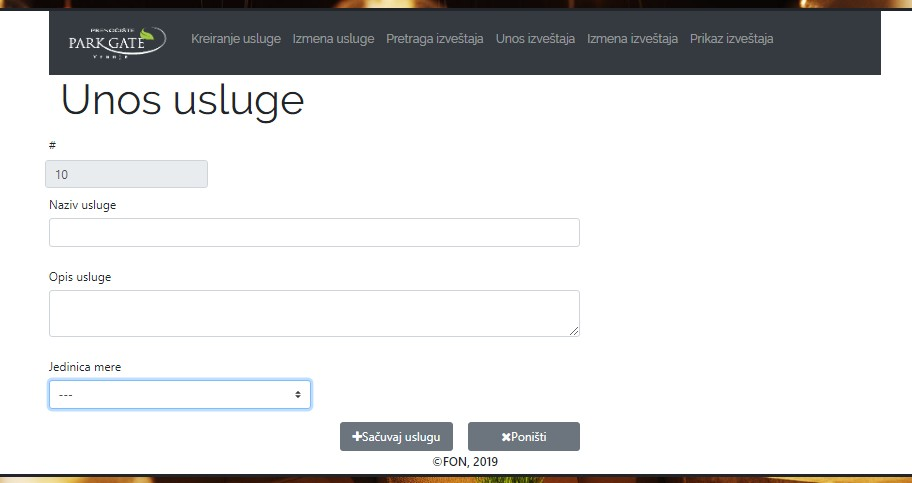 PRENOĆIŠTE
PARK GATE
Kreiranje usluge Izmena usluge Pretraga izveštaja Unos izveštaja Izmena izveštaja Prikaz izveštaja
Unos usluge
#
10
Naziv usluge
Opis usluge
Jedinica mere
---
Sačuvaj uslugu Poništi
©FON, 2019